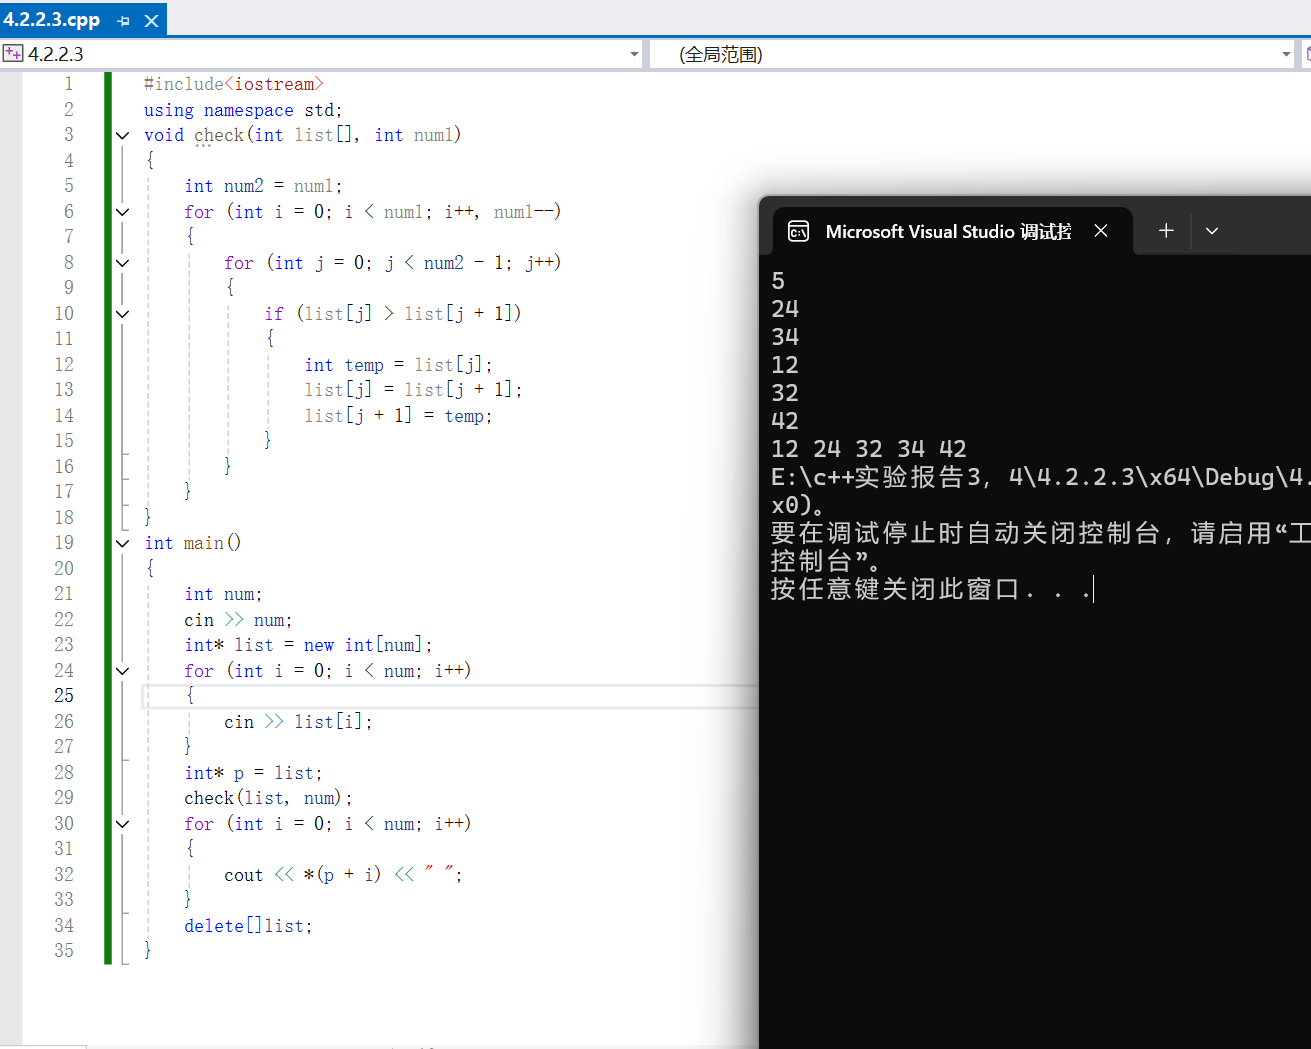 4.2.2.3.cpp
4.2.2.3
(全局范围)
1 #include<iostream>
2 using namespace std;
3 void check(int list[], int num1)
4 {
5 int num2 = num1;
6 for (int i = 0; i < num1; i++, num1--)
7 {
8 for (int j = 0; j < num2 - 1; j++)
9 {
10 if (list[j] > list[j + 1])
11 {
12 int temp = list[j];
13 list[j] = list[j + 1];
14 list[j + 1] = temp;
15 }
16 }
17 }
18 }
19 int main()
20 {
21 int num;
22 cin >> num;
23 int* list = new int[num];
24 for (int i = 0; i < num; i++)
25 {
26 cin >> list[i];
27 }
28 int* p = list;
29 check(list, num);
30 for (int i = 0; i < num; i++)
31 {
32 cout << *(p + i) << " ";
33 }
34 delete[]list;
35 }
Microsoft Visual Studio 调试控
5
24
34
12
32
42
12 24 32 34 42
E:\c++实验报告3, 4\4.2.2.3\x64\Debug\4.
x0)。
要在调试停止时自动关闭控制台，请启用“工
控制台”。
按任意键关闭此窗口. . .